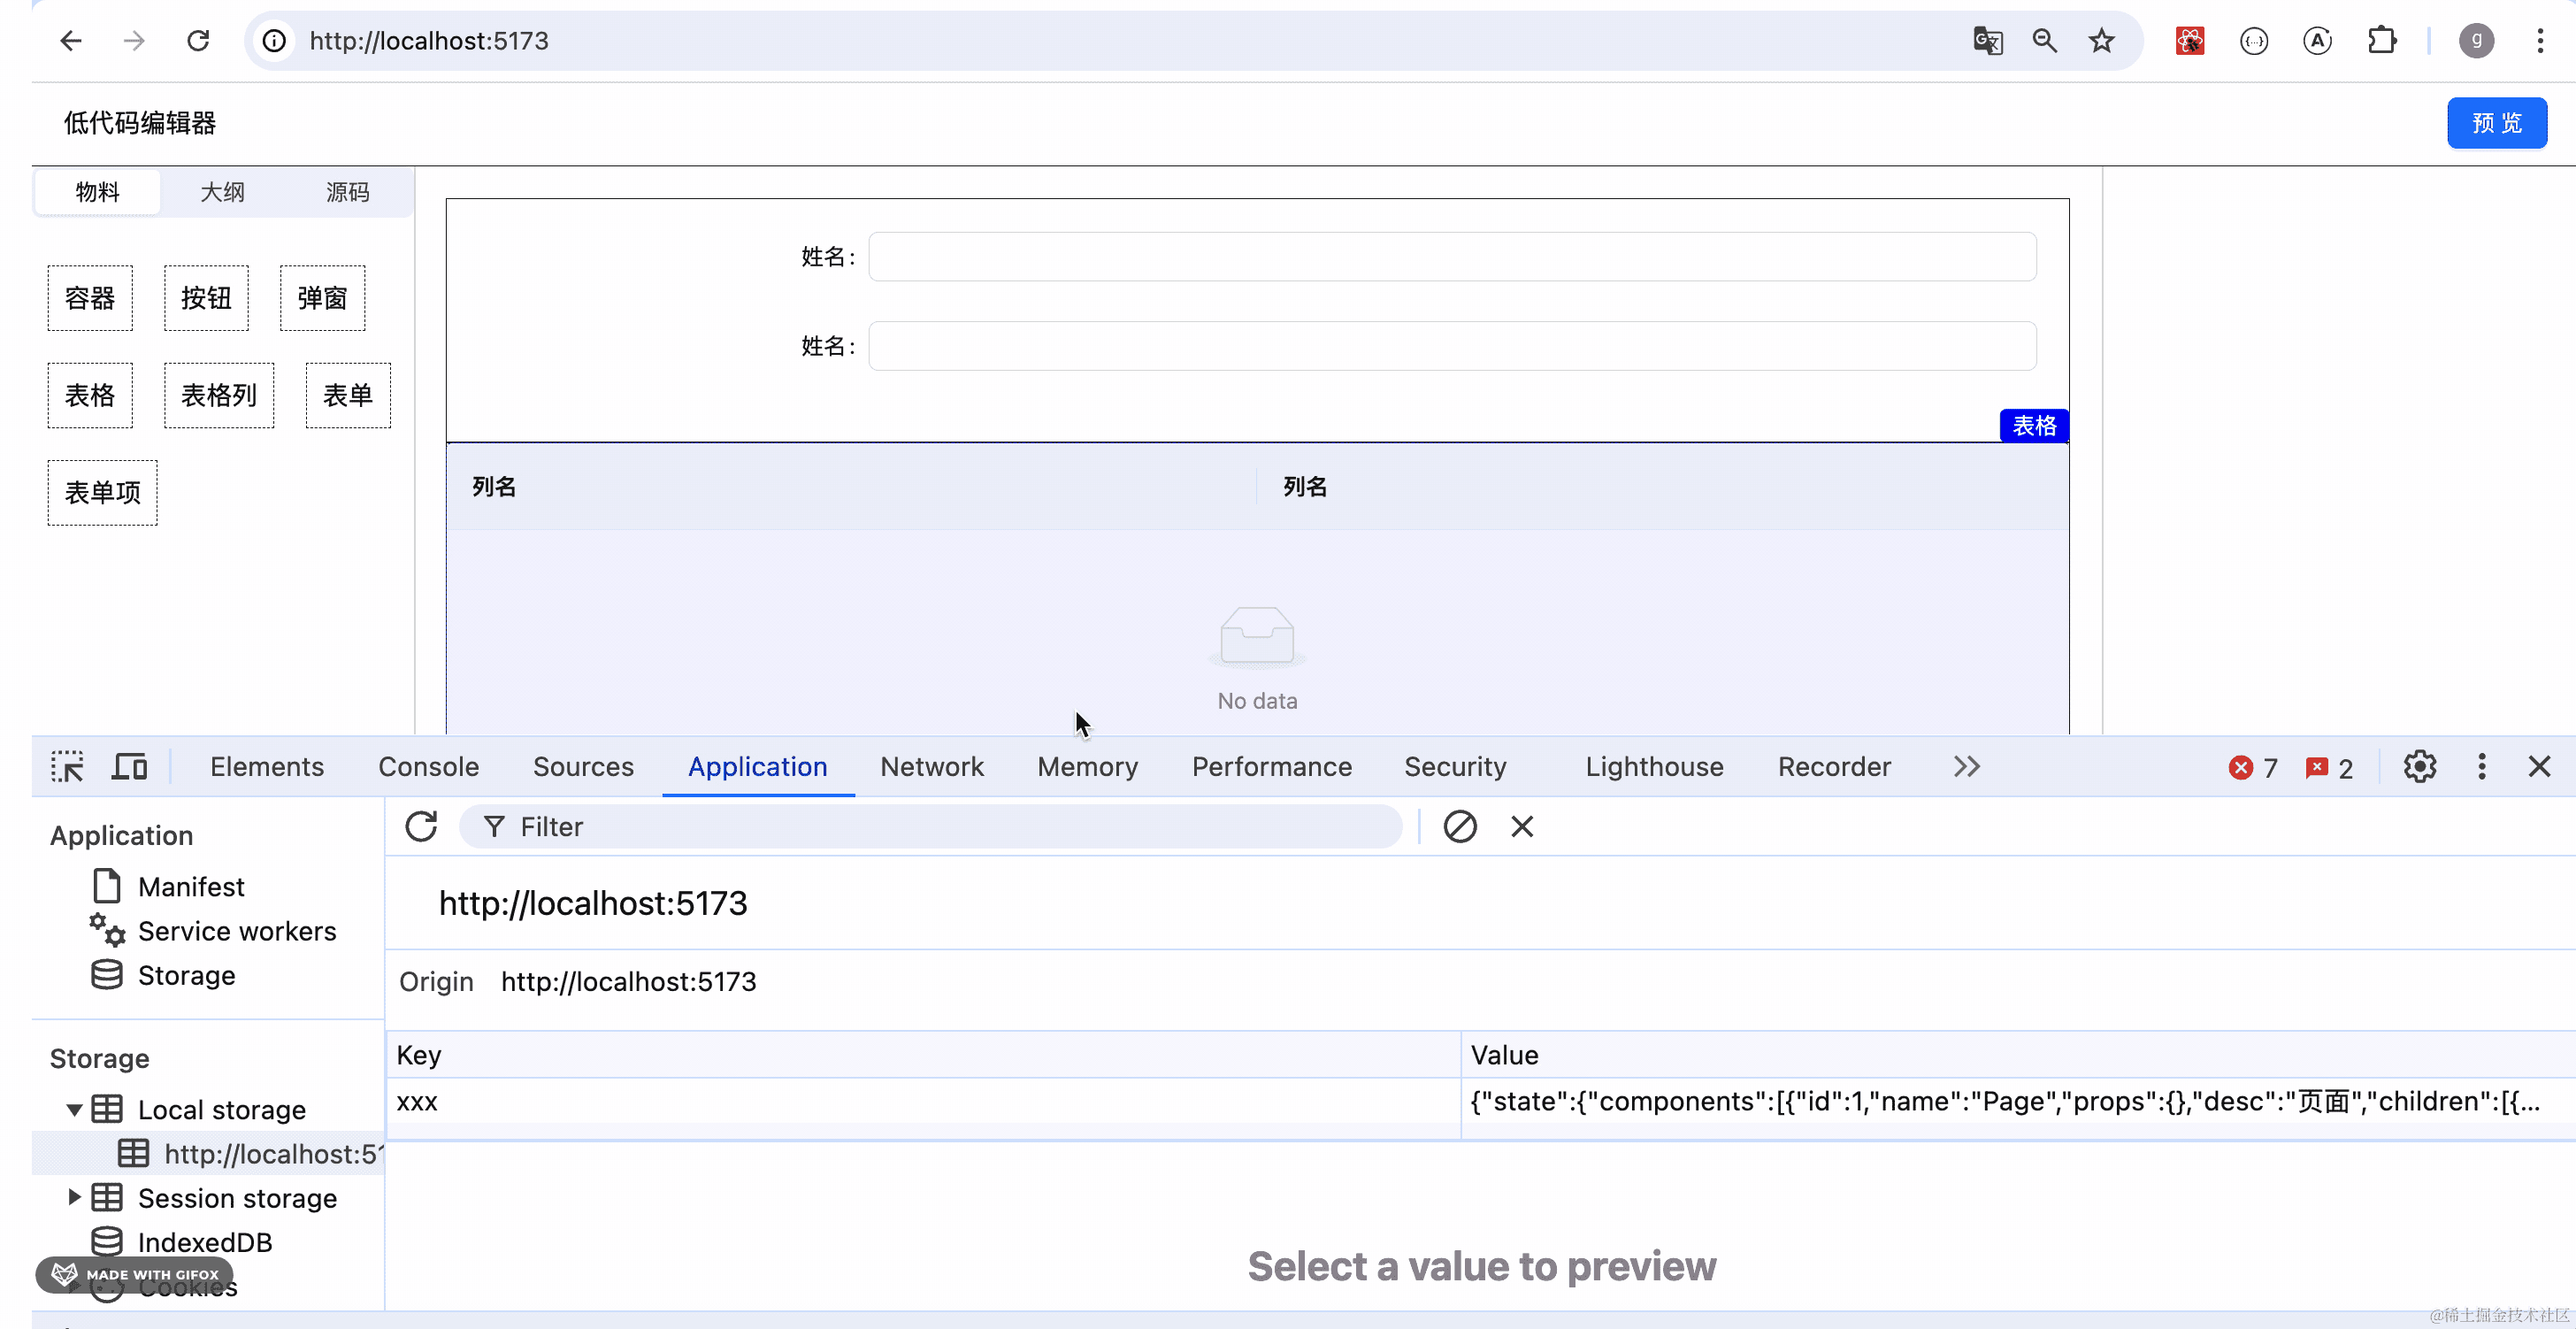 http://localhost:5173
g
低代码编辑器
预 览
物料 大纲 源码
容器 按钮 弹窗
表格 表格列 表单
表单项
姓名 :
姓名 :
表格
列名 列名
No data
Elements Console Sources Application Network Memory Performance Security Lighthouse Recorder 7 2
Filter
Application
Manifest
Service workers
Storage
Storage
Local storage
http://localhost:51
Session storage
IndexedDB
Cookies
MADE WITH GIFOX
http://localhost:5173
Origin http://localhost:5173
Key Value
xxx {"state":{"components":[{"id":1,"name":"Page","props":{},"desc":"页面","children":[{...
Select a value to preview
@稀土掘金技术社区